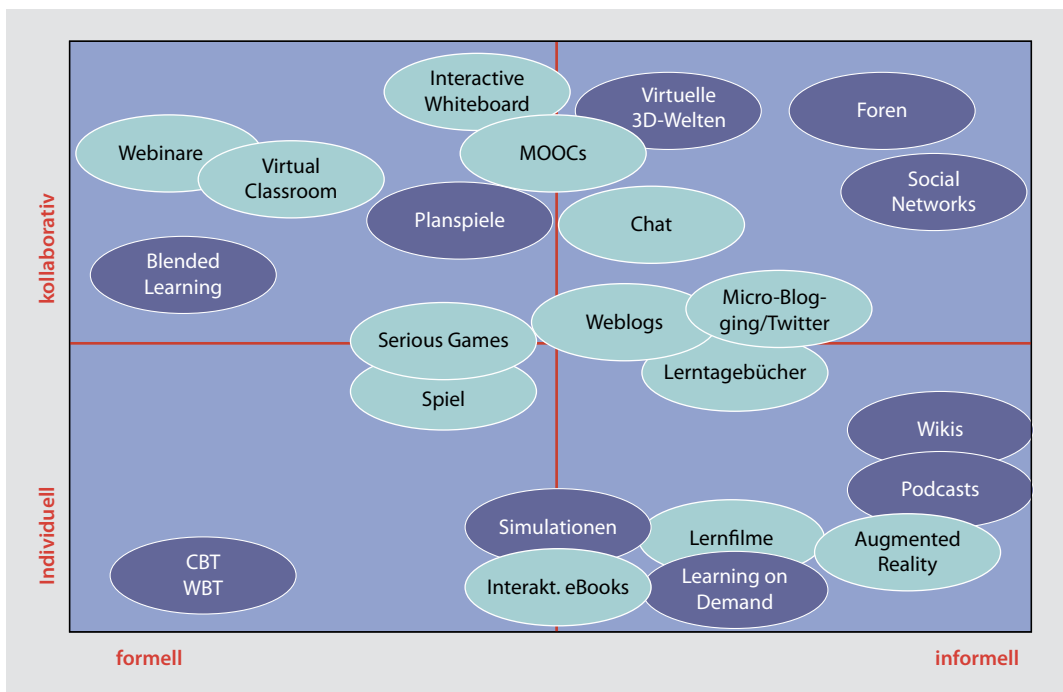 Interactive
Whiteboard
Virtuelle
3D-Welten
Foren
Webinare
Virtual
Classroom
MOOCs
Social
Networks
Planspiele
Chat
kollaborativ
Blended
Learning
Micro-Blog-
ging/Twitter
Weblogs
Serious Games
Lerntagebücher
Spiel
Wikis
Podcasts
Individuell
Simulationen
Lernfilme
Augmented
Reality
CBT
WBT
Interakt. eBooks
Learning on
Demand
formell
informell